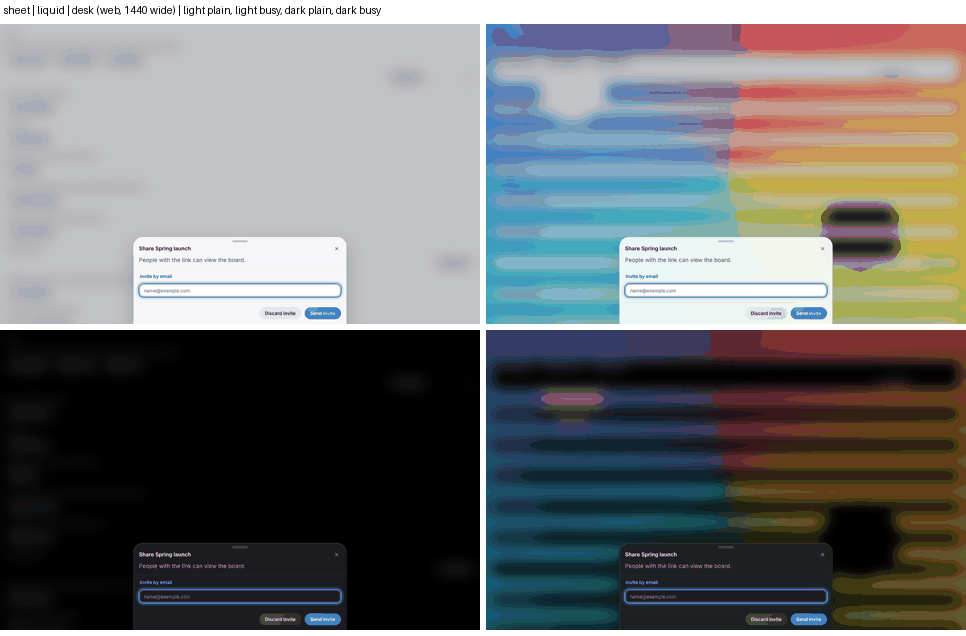 sheet | liquid | desk (web, 1440 wide) | light plain, light busy, dark plain, dark busy
Share Spring launch ×
People with the link can view the board.
Invite by email
name@example.com
Discard invite Send invite
Share Spring launch ×
People with the link can view the board.
Invite by email
name@example.com
Discard invite Send invite
Share Spring launch ×
People with the link can view the board.
Invite by email
name@example.com
Discard invite Send invite
Share Spring launch ×
People with the link can view the board.
Invite by email
name@example.com
Discard invite Send invite